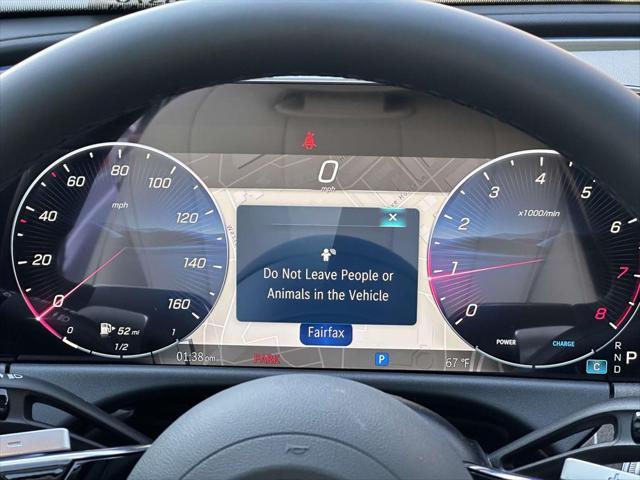 0
mph
60
80
100
40
120
mph
20
140
0
160
52 mi
0
1/2
1
3
4
5
2
x1000/min
6
1
7
0
8
POWER
CHARGE
Do Not Leave People or
Animals in the Vehicle
Fairfax
01:38 pm
PARK
P
67 °F
C
R
N
D
P